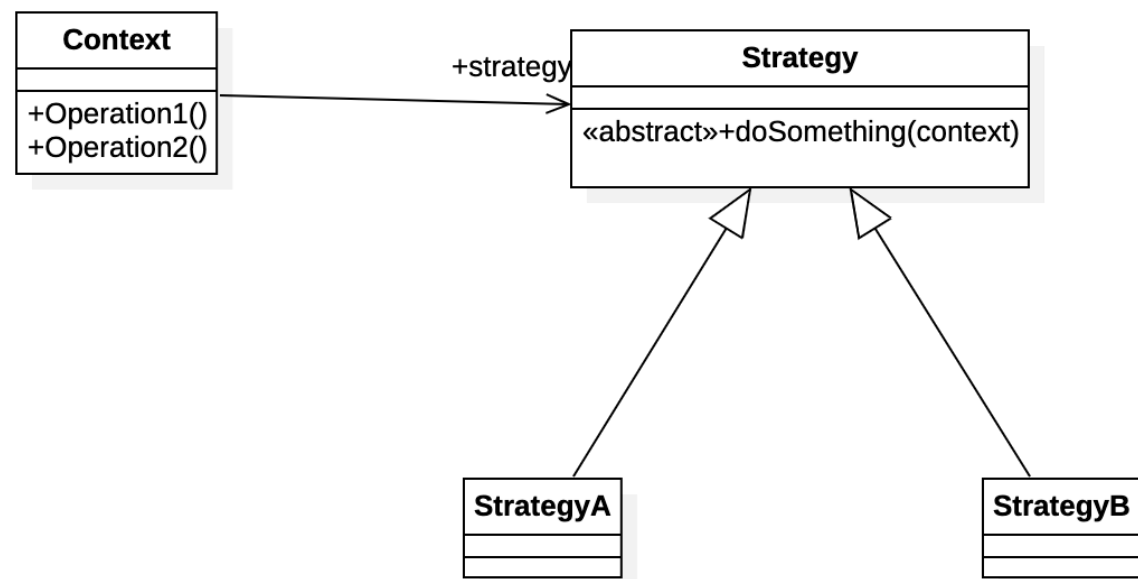 Context
+Operation1()
+Operation2()
+strategy
Strategy
«abstract»+doSomething(context)
StrategyA
StrategyB